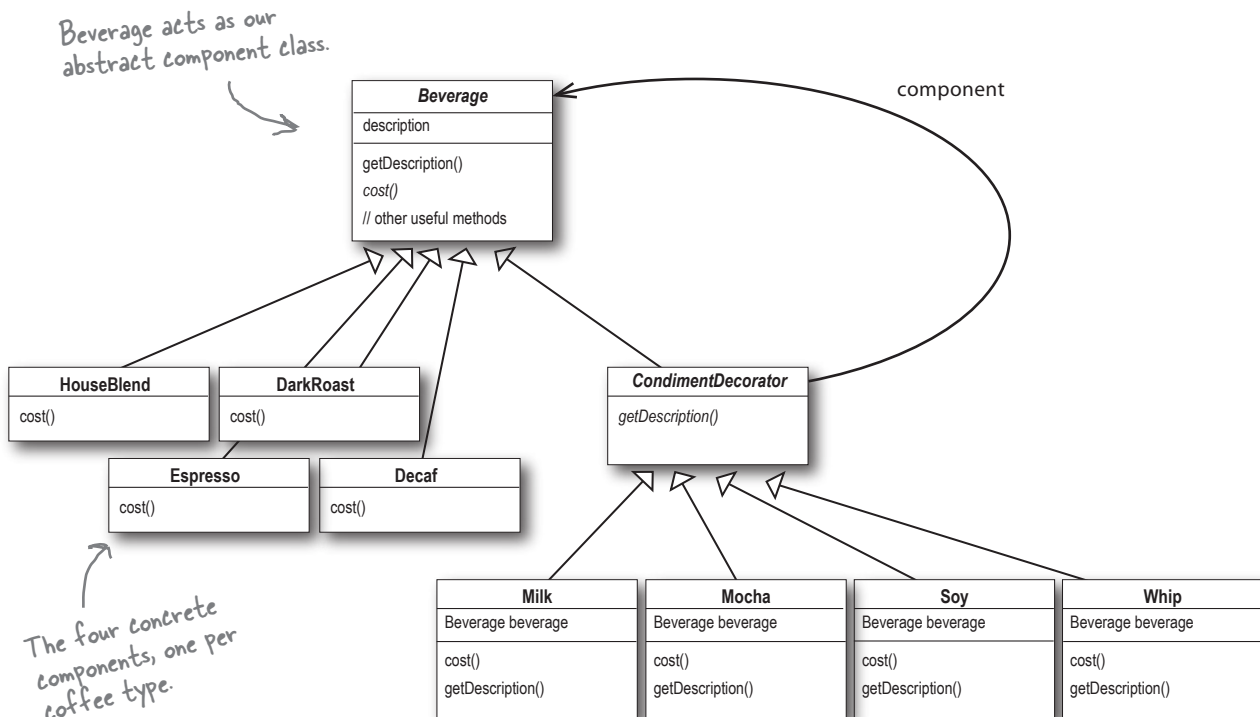 Beverage acts as our
abstract component class.
component
Beverage
description
getDescription()
cost()
// other useful methods
HouseBlend
cost()
DarkRoast
cost()
CondimentDecorator
getDescription()
Espresso
cost()
Decaf
cost()
The four concrete
components, one per
coffee type.
Milk
Beverage beverage
cost()
getDescription()
Mocha
Beverage beverage
cost()
getDescription()
Soy
Beverage beverage
cost()
getDescription()
Whip
Beverage beverage
cost()
getDescription()